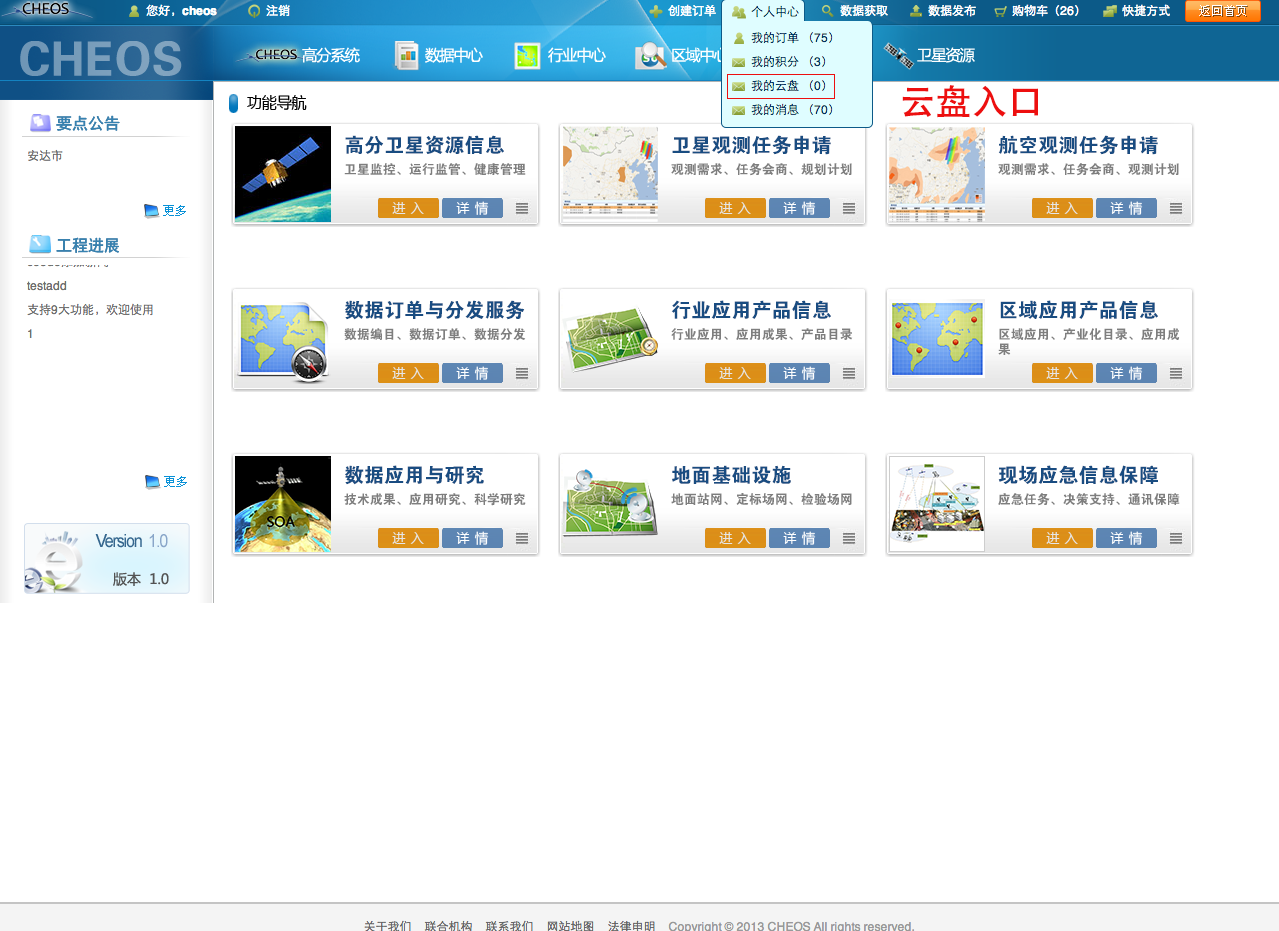 CHEOS
您好，cheos
注销
创建订单
个人中心
数据获取
数据发布
购物车（26）
快捷方式
返回首页
CHEOS
CHEOS 高分系统
数据中心
行业中心
区域中心
卫星资源
我的订单 （75）
我的积分 （3）
我的云盘 （0）
我的消息 （70）
云盘入口
要点公告
安达市
更多
工程进展
testadd
支持9大功能，欢迎使用
1
更多
Version 1.0
版本 1.0
功能导航
高分卫星资源信息
卫星监控、运行监管、健康管理
进 入 详 情
卫星观测任务申请
观测需求、任务会商、规划计划
进 入 详 情
航空观测任务申请
观测需求、任务会商、观测计划
进 入 详 情
数据订单与分发服务
数据编目、数据订单、数据分发
进 入 详 情
行业应用产品信息
行业应用、应用成果、产品目录
进 入 详 情
区域应用产品信息
区域应用、产业化目录、应用成
果
进 入 详 情
SOA
数据应用与研究
技术成果、应用研究、科学研究
进 入 详 情
地面基础设施
地面站网、定标场网、检验场网
进 入 详 情
现场应急信息保障
应急任务、决策支持、通讯保障
进 入 详 情
关于我们 联合机构 联系我们 网站地图 法律申明 Copyright © 2013 CHEOS All rights reserved.